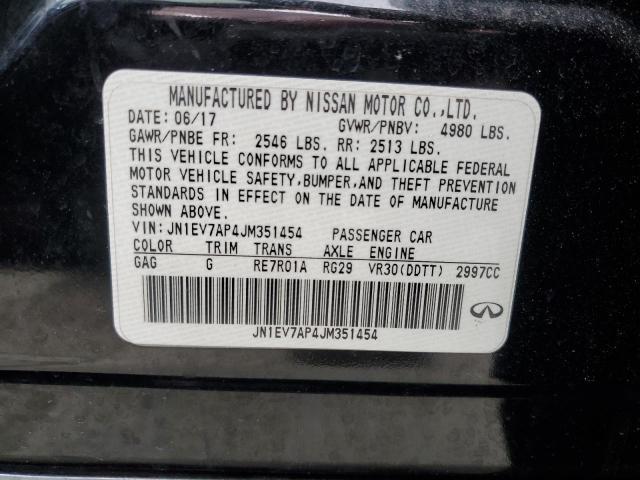 MANUFACTURED BY NISSAN MOTOR CO.,LTD.
DATE: 06/17 GVWR/PNBV: 4980 LBS.
GAWR/PNBE FR: 2546 LBS. RR: 2513 LBS.
THIS VEHICLE CONFORMS TO ALL APPLICABLE FEDERAL
MOTOR VEHICLE SAFETY,BUMPER,AND THEFT PREVENTION
STANDARDS IN EFFECT ON THE DATE OF MANUFACTURE
SHOWN ABOVE.
VIN: JN1EV7AP4JM351454 PASSENGER CAR
COLOR TRIM TRANS AXLE ENGINE
GAG G RE7R01A RG29 VR30(DDTT) 2997CC
JN1EV7AP4JM351454